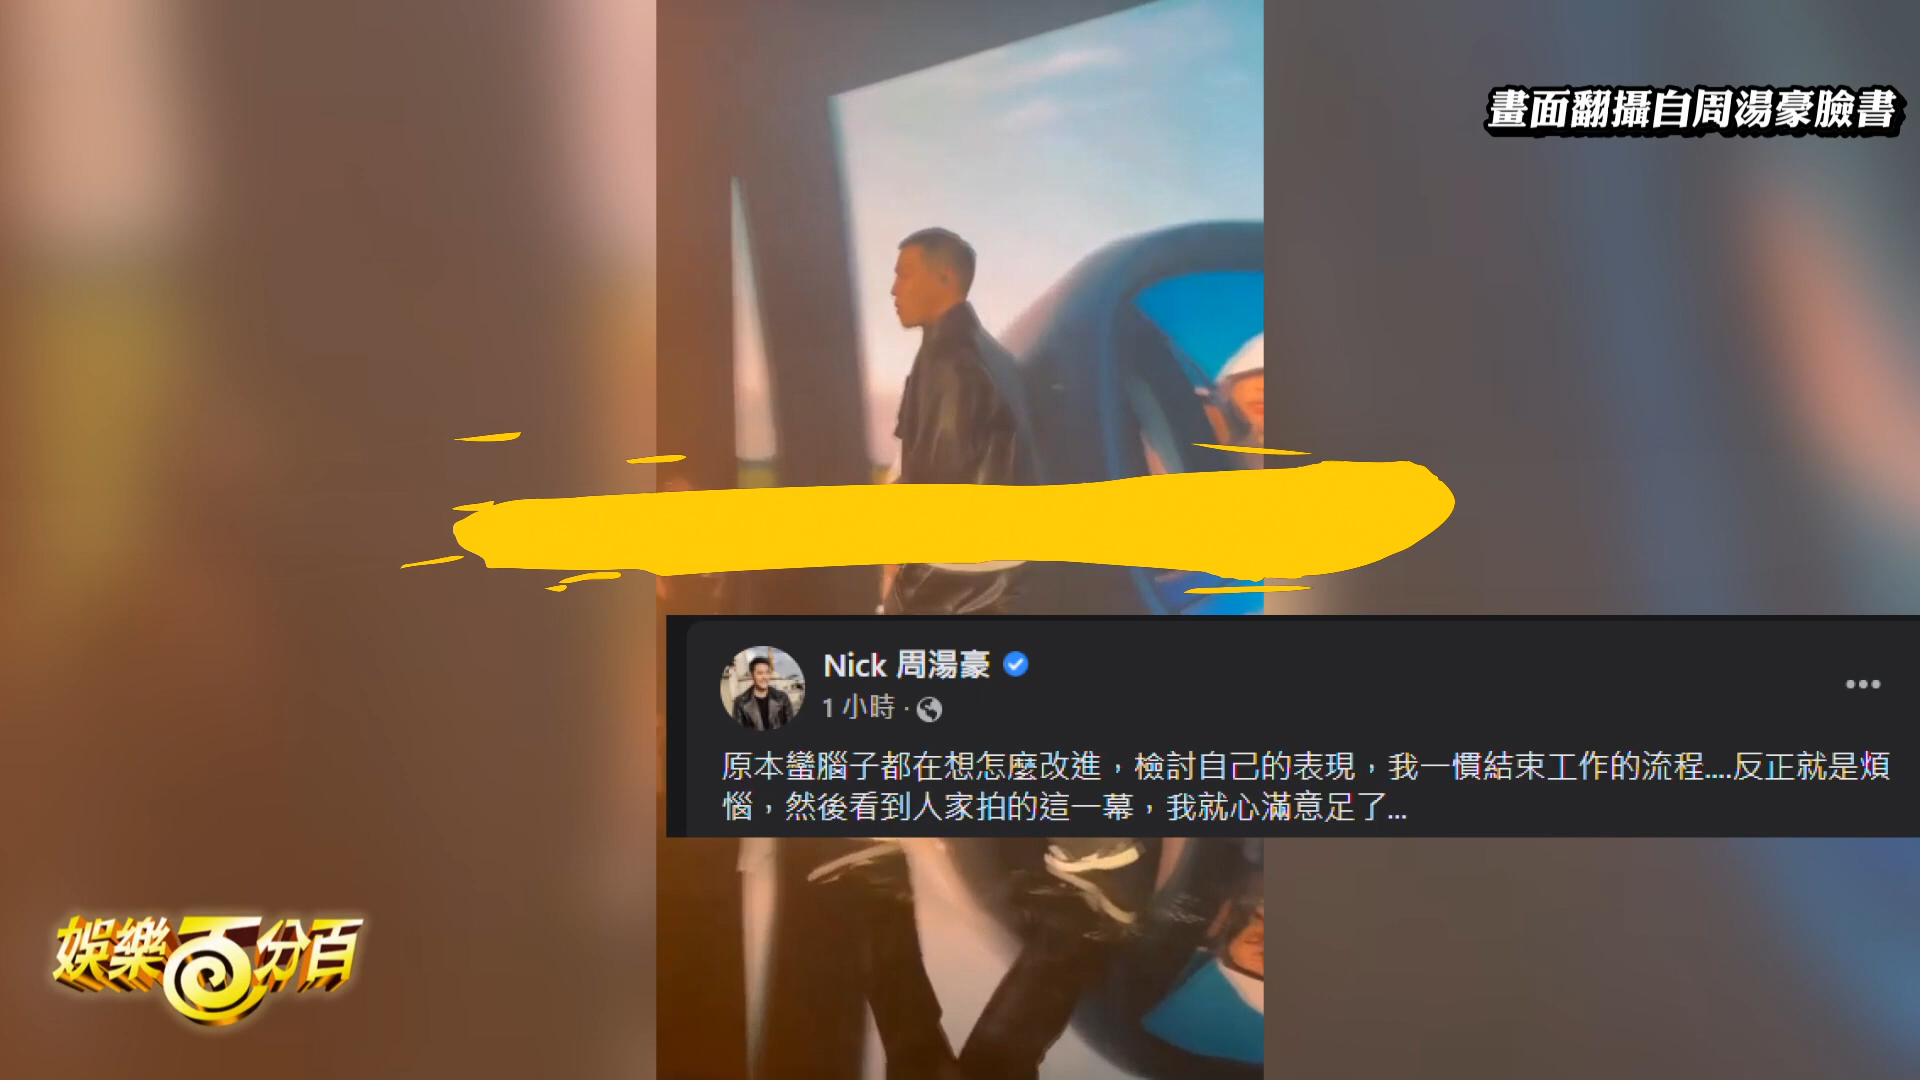 畫面翻攝自周湯豪臉書
Nick 周湯豪
1 小時 ·
原本蠻腦子都在想怎麼改進，檢討自己的表現，我一慣結束工作的流程....反正就是煩
惱，然後看到人家拍的這一幕，我就心滿意足了...
娛樂百分百